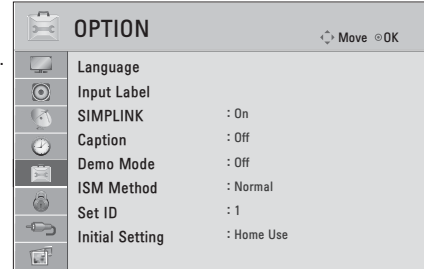 OPTION
Move OK
Language
Input Label
SIMPLINK : On
Caption : Off
Demo Mode : Off
ISM Method : Normal
Set ID : 1
Initial Setting : Home Use